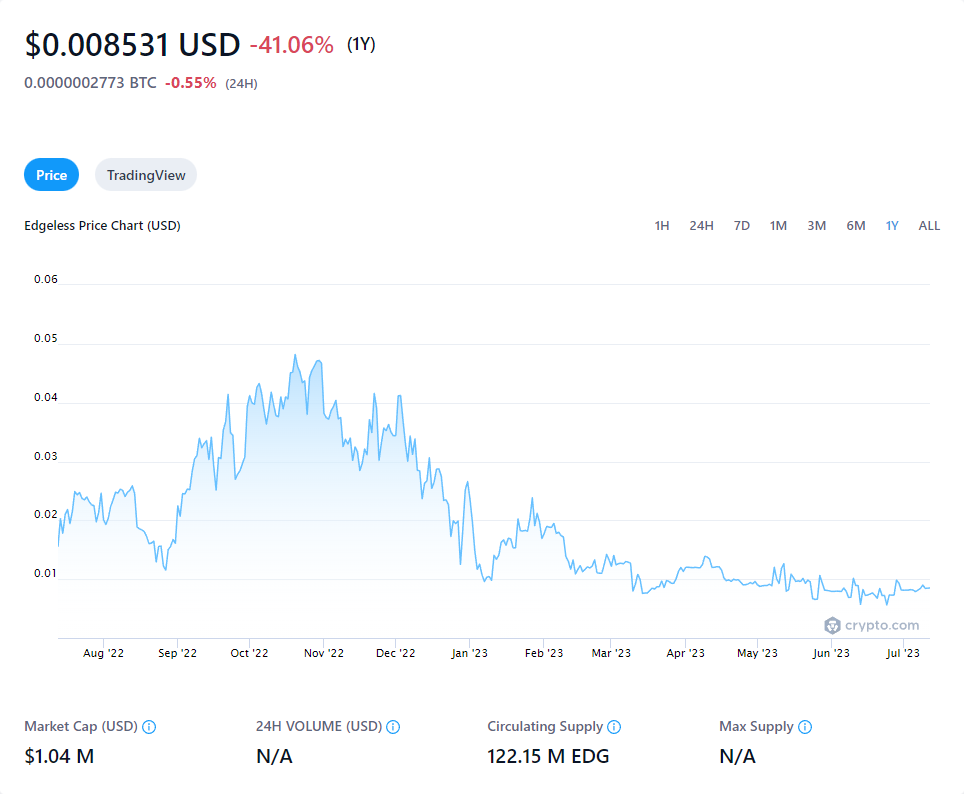 $0.008531 USD -41.06% (1Y)
0.0000002773 BTC -0.55% (24H)
Price TradingView
Edgeless Price Chart (USD) 1H 24H 7D 1M 3M 6M 1Y ALL
0.06
0.05
0.04
0.03
0.02
0.01
crypto.com
Aug '22 Sep '22 Oct '22 Nov '22 Dec '22 Jan '23 Feb '23 Mar '23 Apr '23 May '23 Jun '23 Jul '23
Market Cap (USD) 24H VOLUME (USD) Circulating Supply Max Supply
$1.04 M N/A 122.15 M EDG N/A